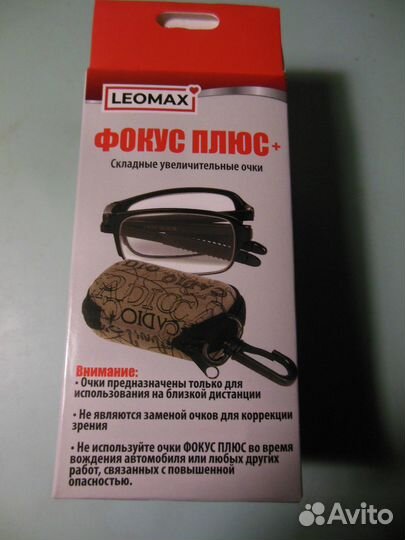 LEOMAX
ФОКУС ПЛЮС+
Складные увеличительные очки
CADIO
Внимание:
• Очки предназначены только для
использования на близкой дистанции
• Не являются заменой очков для коррекции
зрения
• Не используйте очки ФОКУС ПЛЮС во время
вождения автомобиля или любых других
работ, связанных с повышенной
опасностью.
Avito